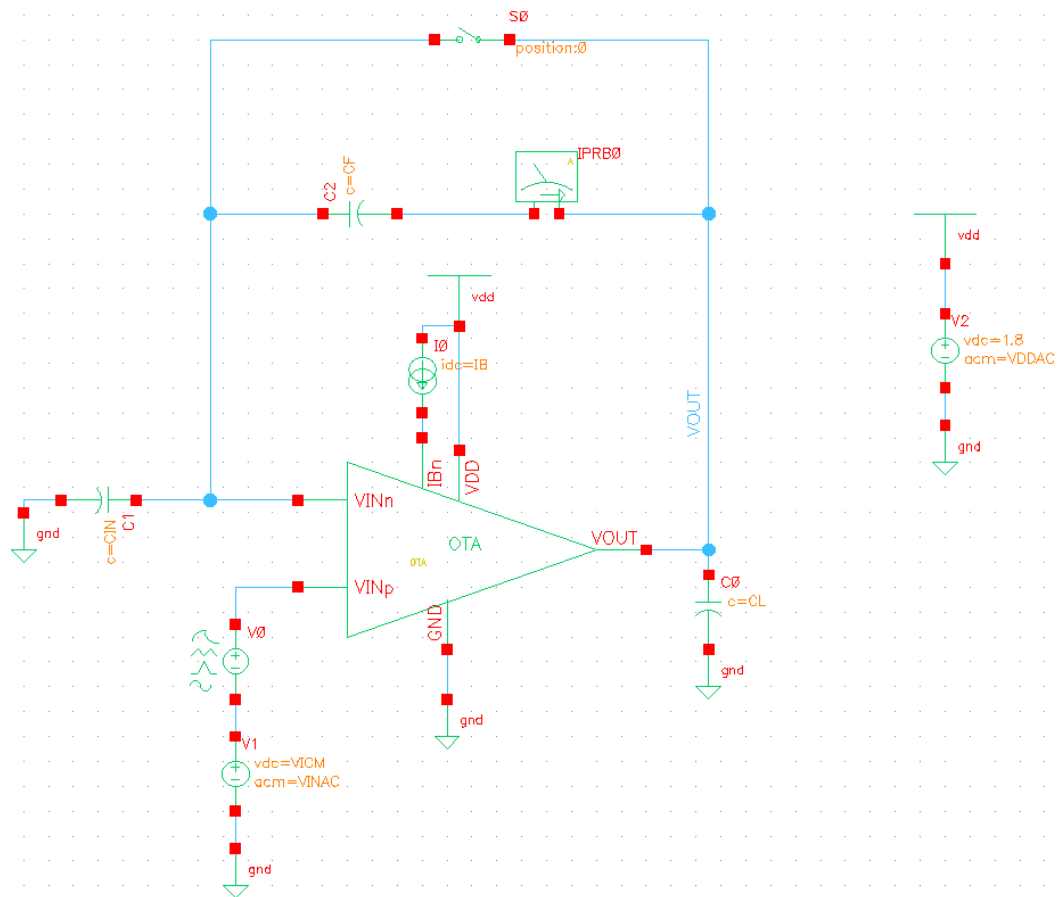 S0
position:0
IPRB0
A
C2
c=CF
vdd
I0
idc=IB
IBn
VDD
VINn
OTA
OTA
VINp
GND
VOUT
VOUT
gnd
c=CIN
C1
C0
c=CL
gnd
V0
gnd
V1
vdc=VICM
acm=VINAC
gnd
vdd
V2
vdc=1.8
acm=VDDAC
gnd